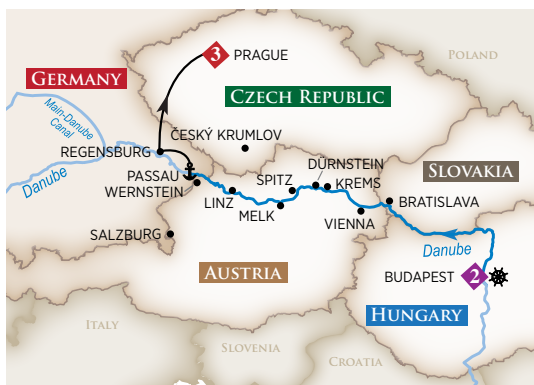 POLAND
3
PRAGUE
GERMANY
CZECH REPUBLIC
Main-Danube
Canal
ČESKÝ KRUMLOV
REGENSBURG
DÜRNSTEIN
SLOVAKIA
Danube
PASSAU
WERNSTEIN
SPITZ
KREMS
LINZ
MELK
VIENNA
BRATISLAVA
SALZBURG
Danube
AUSTRIA
BUDAPEST
2
HUNGARY
ITALY
SLOVENIA
CROATIA